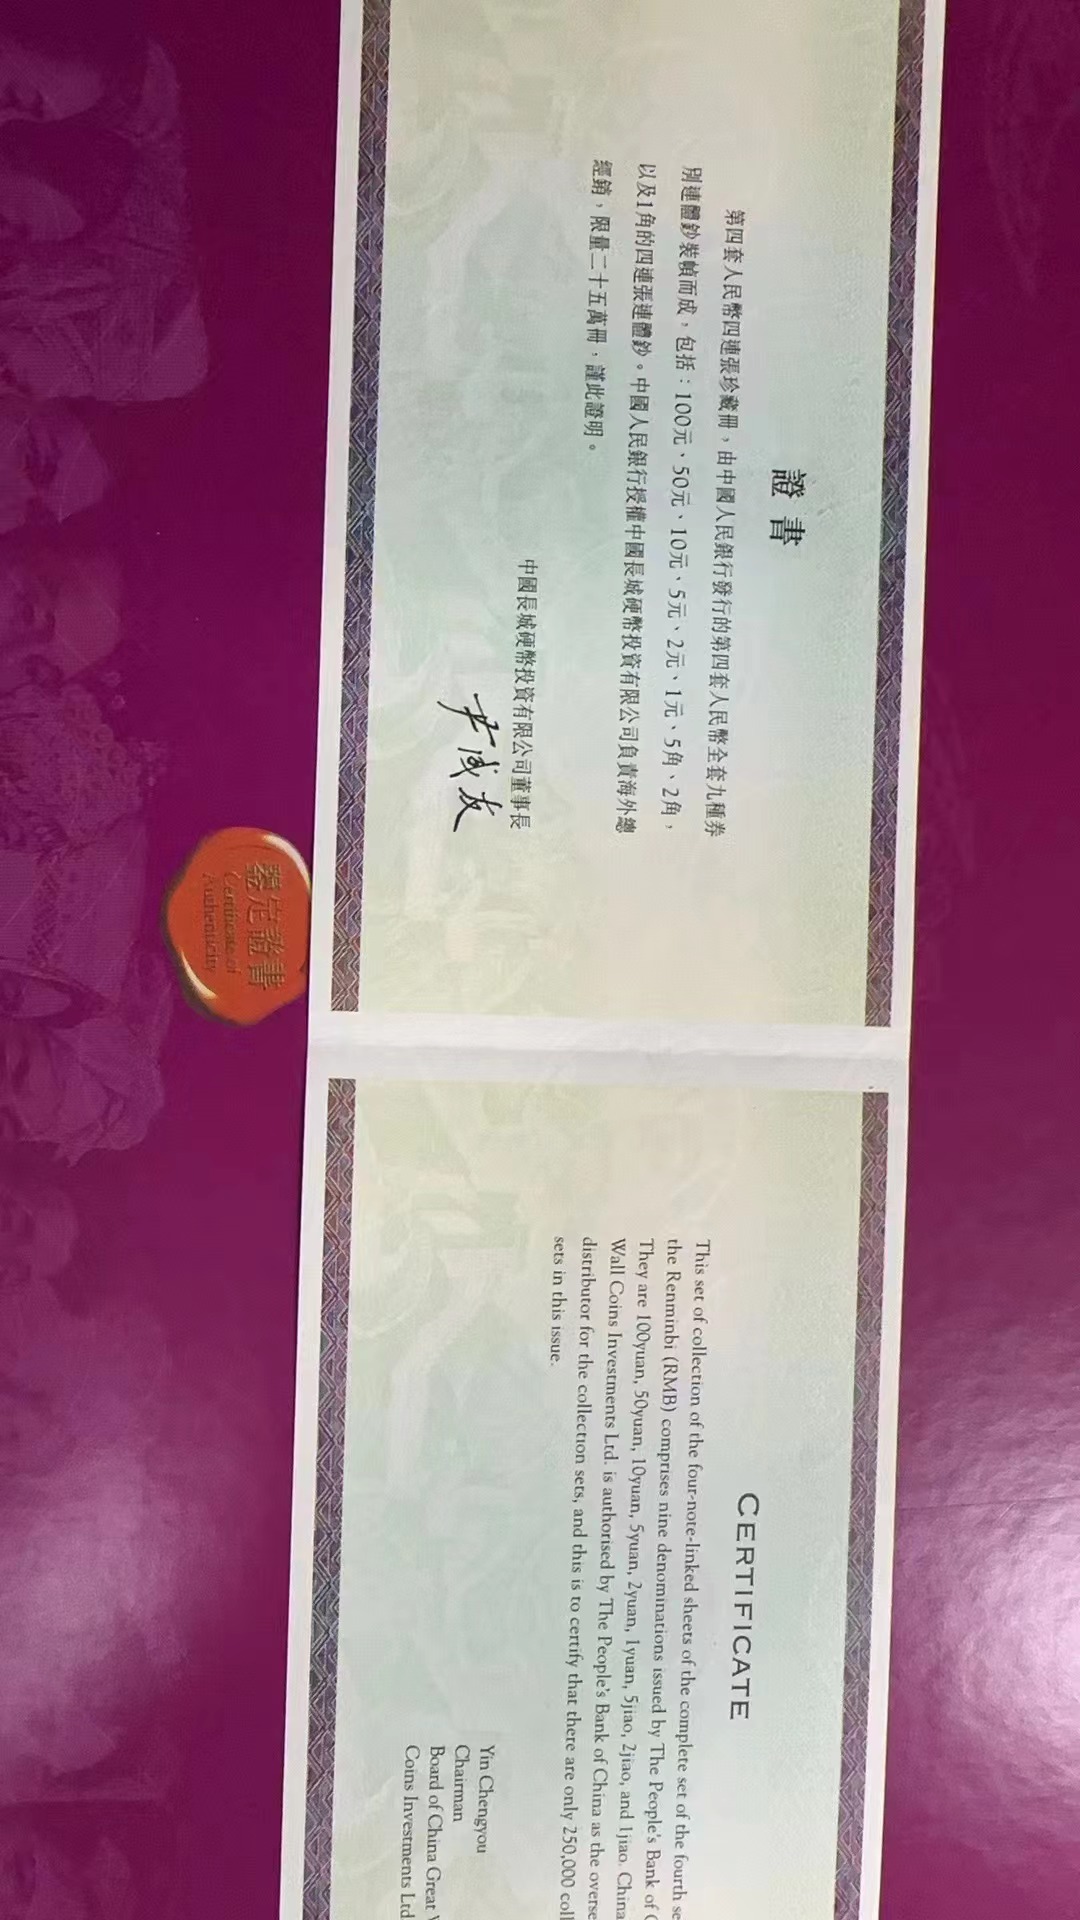 證書
第四套人民幣四連張珍藏冊，由中國人民銀行發行的第四套人民幣全套九種券
別連體鈔裝幀而成，包括：100元、50元、10元、5元、2元、1元、5角、2角，
以及1角的四連張連體鈔。中國人民銀行授權中國長城硬幣投資有限公司負責海外總
經銷，限量二十五萬冊，謹此證明。
中國長城硬幣投資有限公司董事長
鑒定證書
Certificate of
Authenticity
CERTIFICATE
This set of collection of the four-note-linked sheets of the complete set of the fourth se
the Renminbi (RMB) comprises nine denominations issued by The People's Bank of C
They are 100yuan, 50yuan, 10yuan, 5yuan, 2yuan, 1yuan, 5jiao, 2jiao, and 1jiao. China
Wall Coins Investments Ltd. is authorised by The People's Bank of China as the overse
distributor for the collection sets, and this is to certify that there are only 250,000 coll
sets in this issue.
Yin Chengyou
Chairman
Board of China Great
Coins Investments Ltd